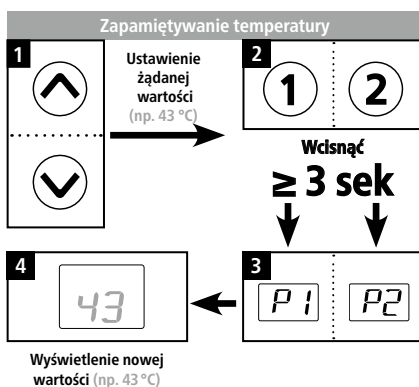 Zapamiętywanie temperatury
1
Ustawienie
żądanej
wartości
(np. 43 °C)
2
1 2
Wcisnąć
≥ 3 sek
3
P1 P2
4
43
Wyświetlenie nowej
wartości (np. 43 °C)